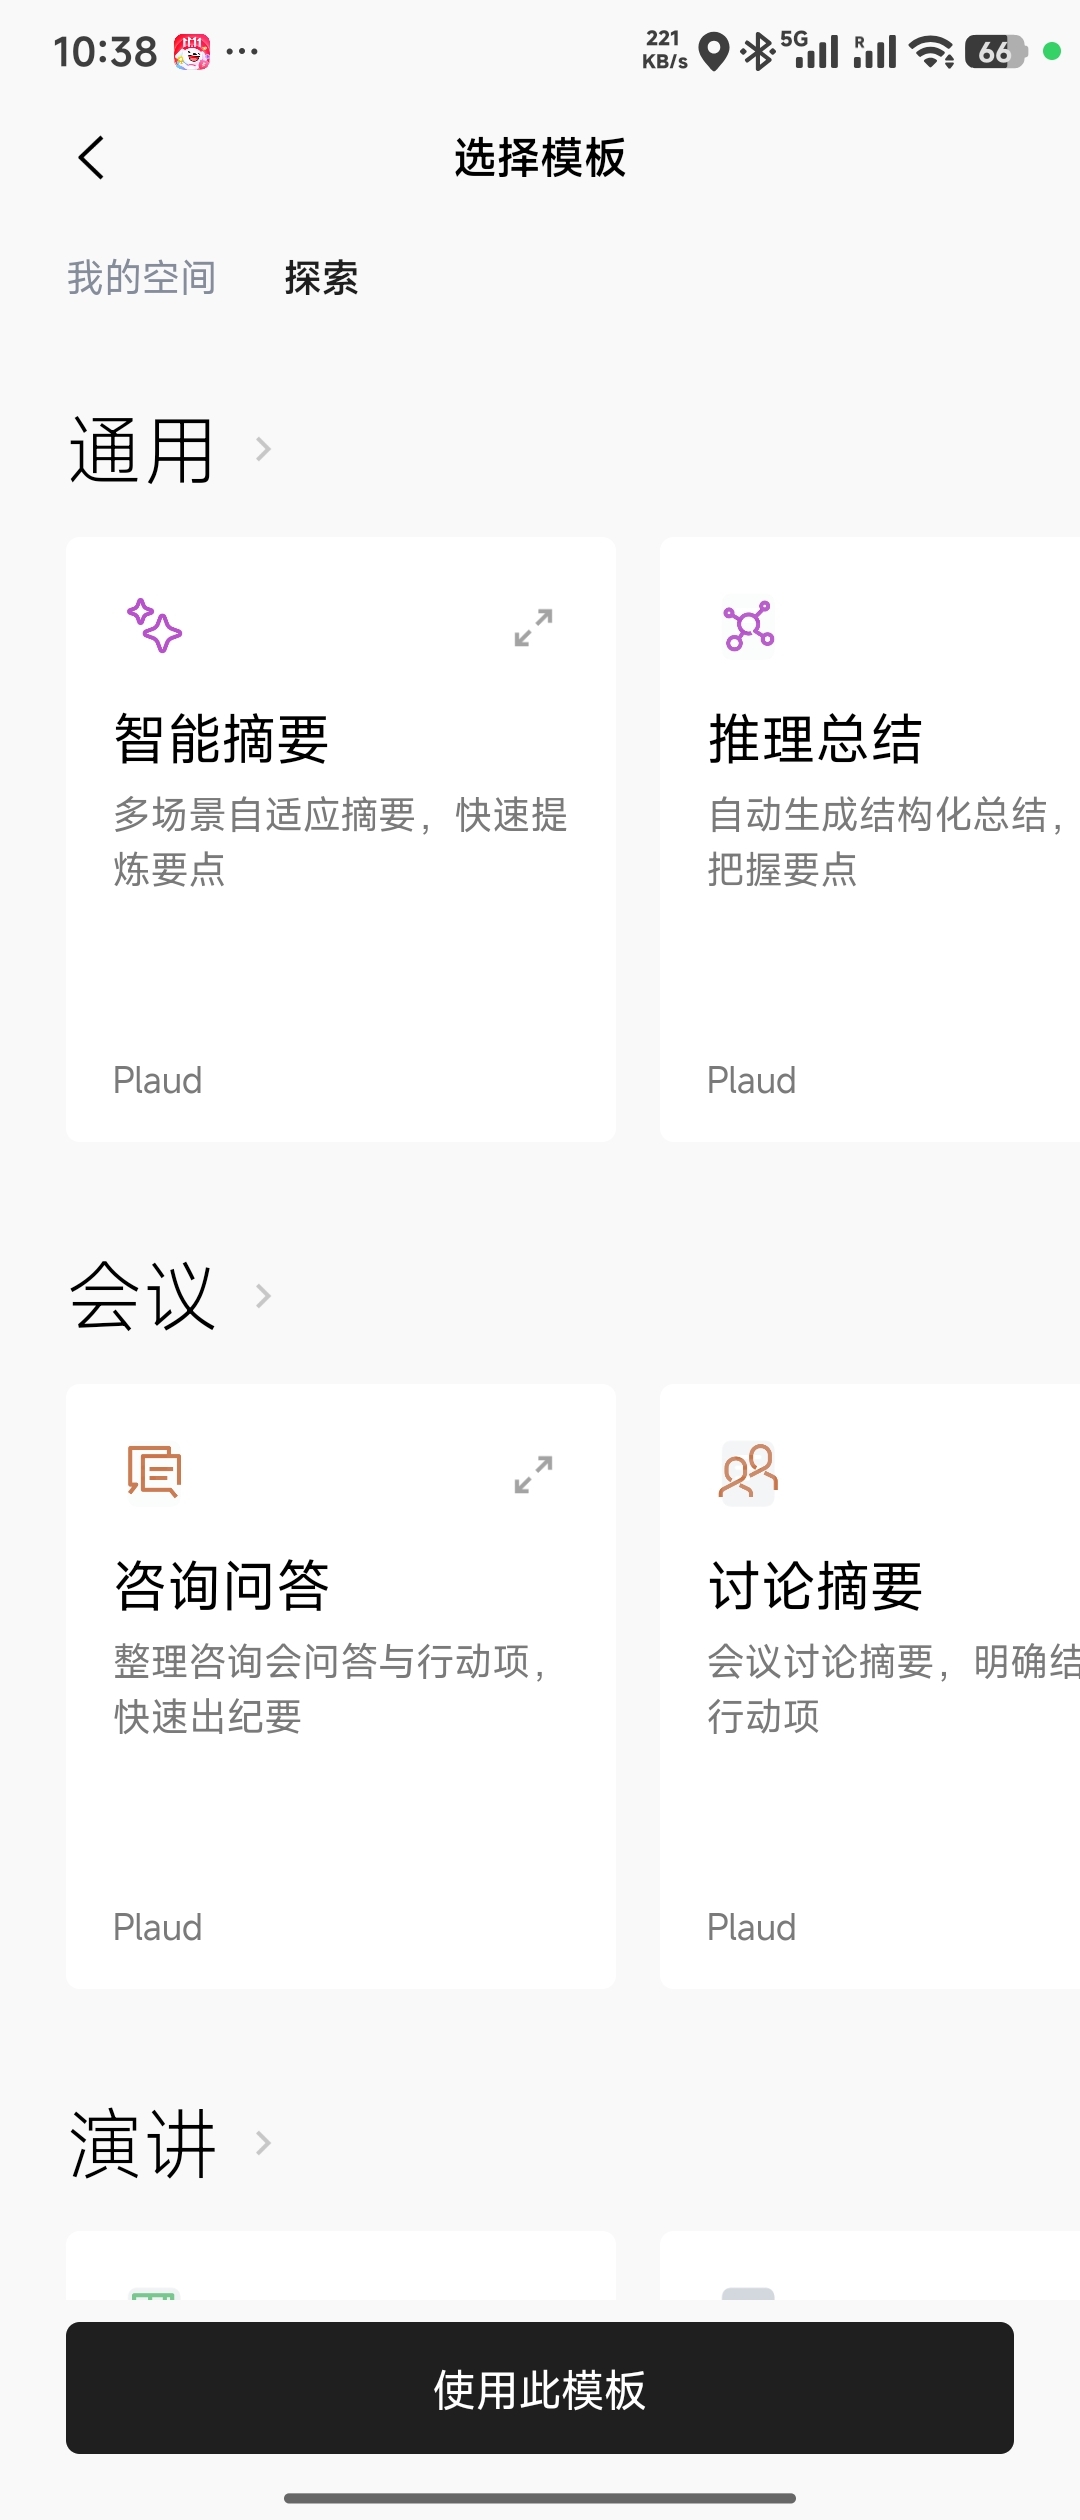 10:38
221 KB/s
5G
R
66
选择模板
我的空间
探索
通用
智能摘要
多场景自适应摘要，快速提
炼要点
Plaud
推理总结
自动生成结构化总结，
把握要点
Plaud
会议
咨询问答
整理咨询会问答与行动项，
快速出纪要
Plaud
讨论摘要
会议讨论摘要，明确结
行动项
Plaud
演讲
使用此模板